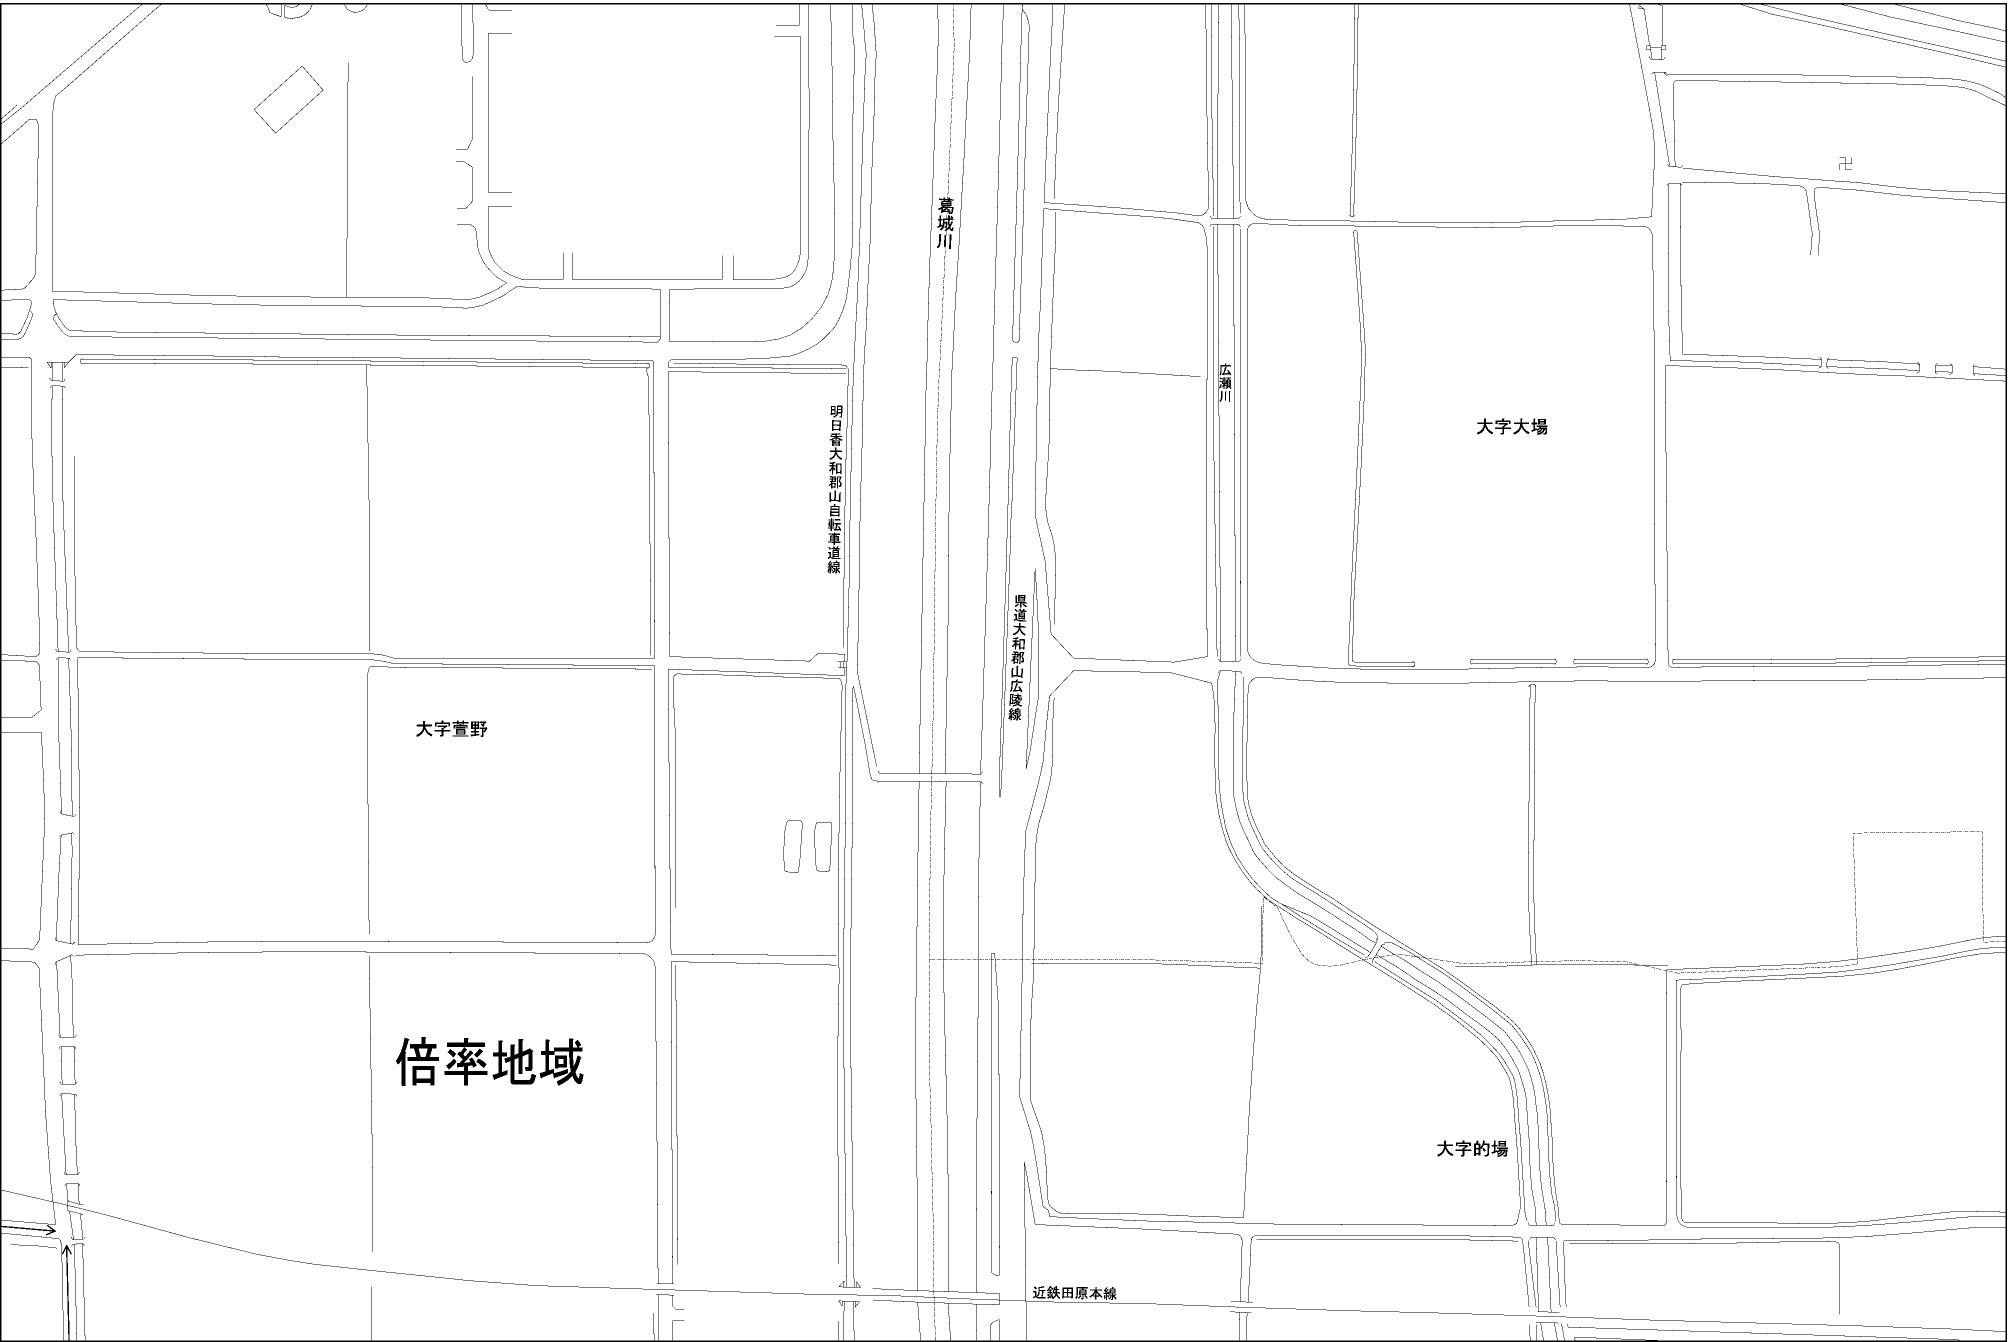 葛城川
広瀬川
明日香大和郡山自転車道線
大字大場
県道大和郡山広陵線
大字萱野
倍率地域
大字的場
近鉄田原本線